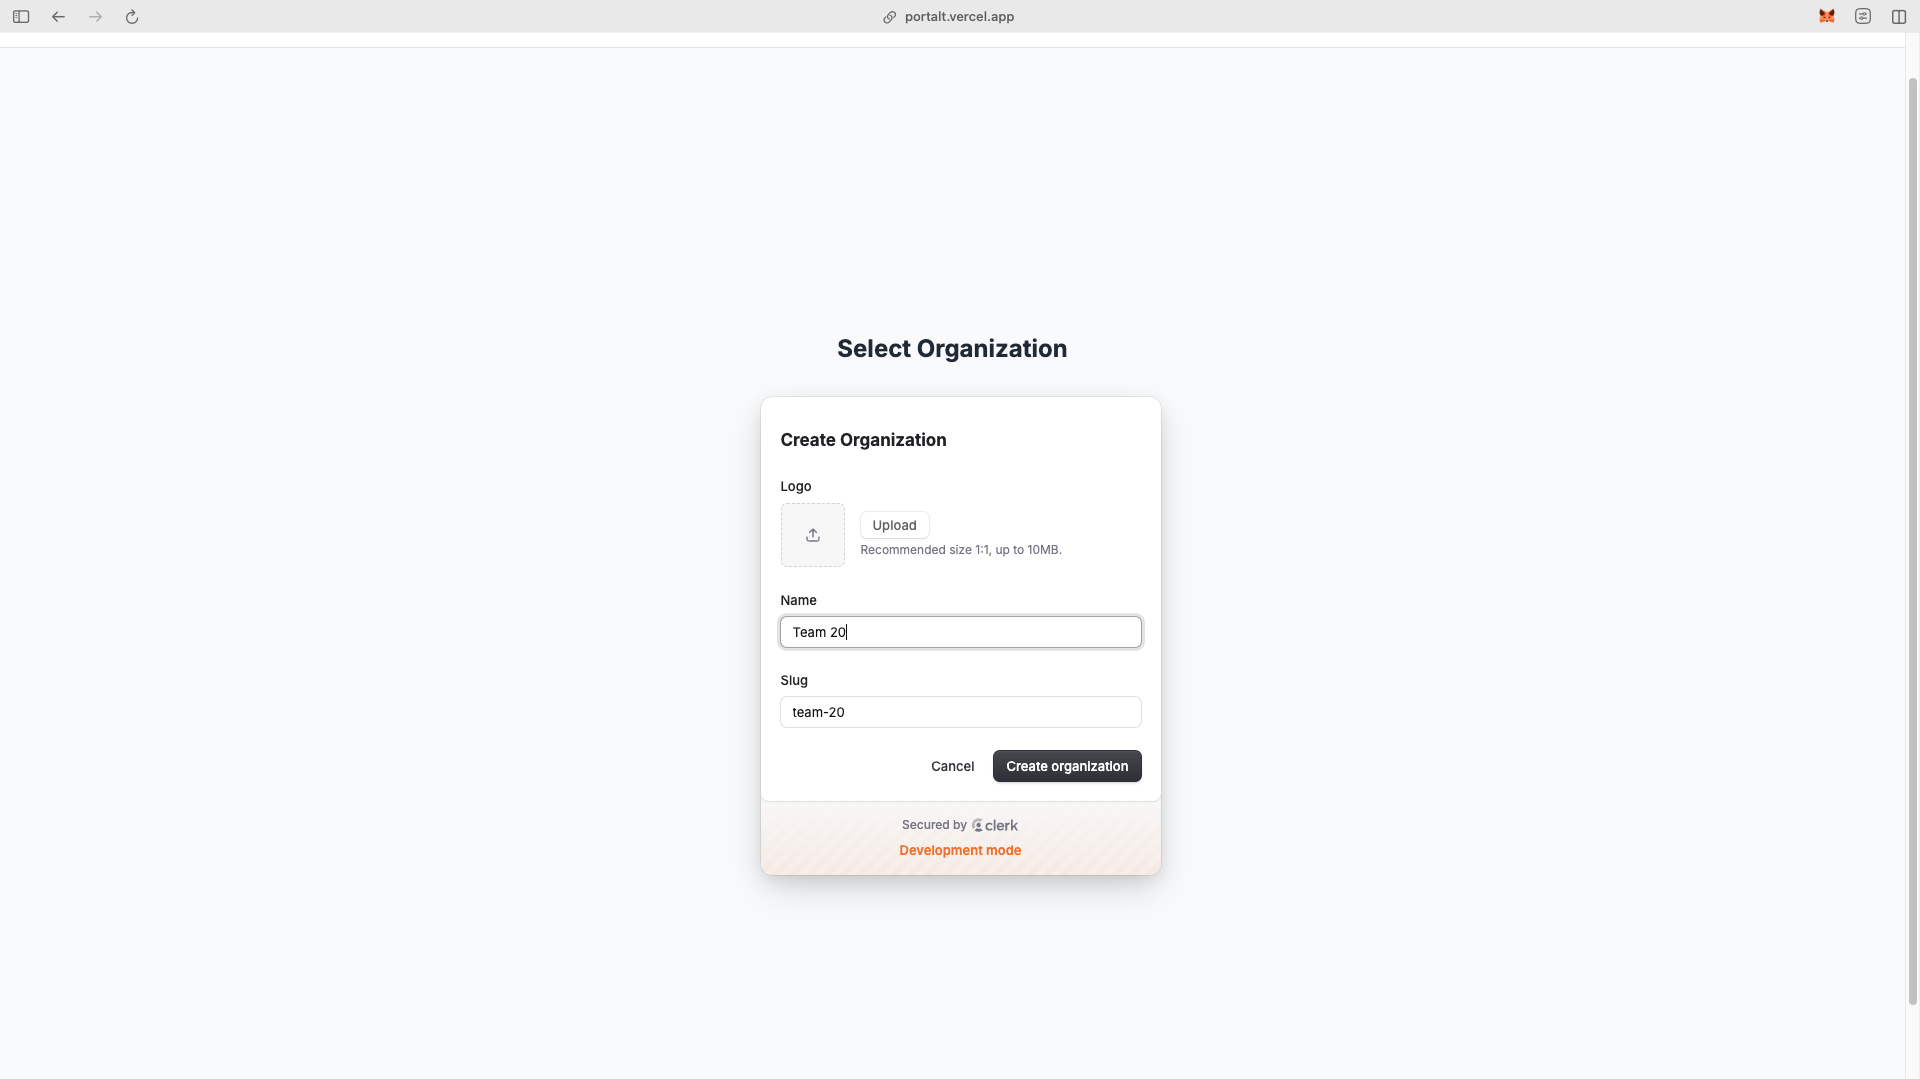 portalt.vercel.app
Select Organization
Create Organization
Logo
Upload
Recommended size 1:1, up to 10MB.
Name
Team 20
Slug
team-20
Cancel
Create organization
Secured by clerk
Development mode